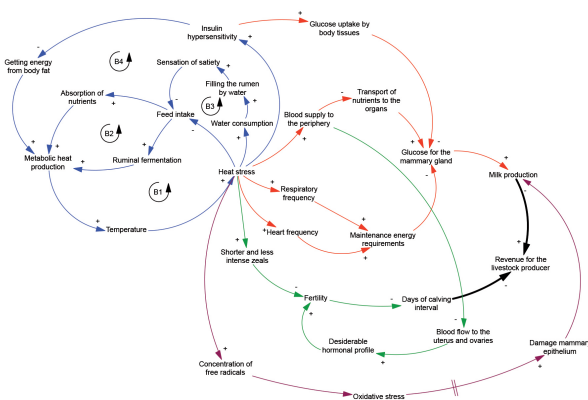 Insulin
hypersensitivity
Glucose uptake by
body tissues
Getting energy
from body fat
B4
Sensation of satiety
Filling the rumen
by water
B3
Absorption of
nutrients
Feed intake
Water consumption
Blood supply to
the periphery
Transport of
nutrients to the
organs
B2
Metabolic heat
production
Ruminal fermentation
Heat stress
Glucose for the
mammary gland
Milk production
B1
Respiratory
frequency
Temperature
Heart frequency
Maintenance energy
requirements
Shorter and less
intense zeals
Revenue for the
livestock producer
Fertility
Days of calving
interval
Blood flow to the
uterus and ovaries
Desiderable
hormonal profile
Damage mammary
epithelium
Concentration of
free radicals
Oxidative stress